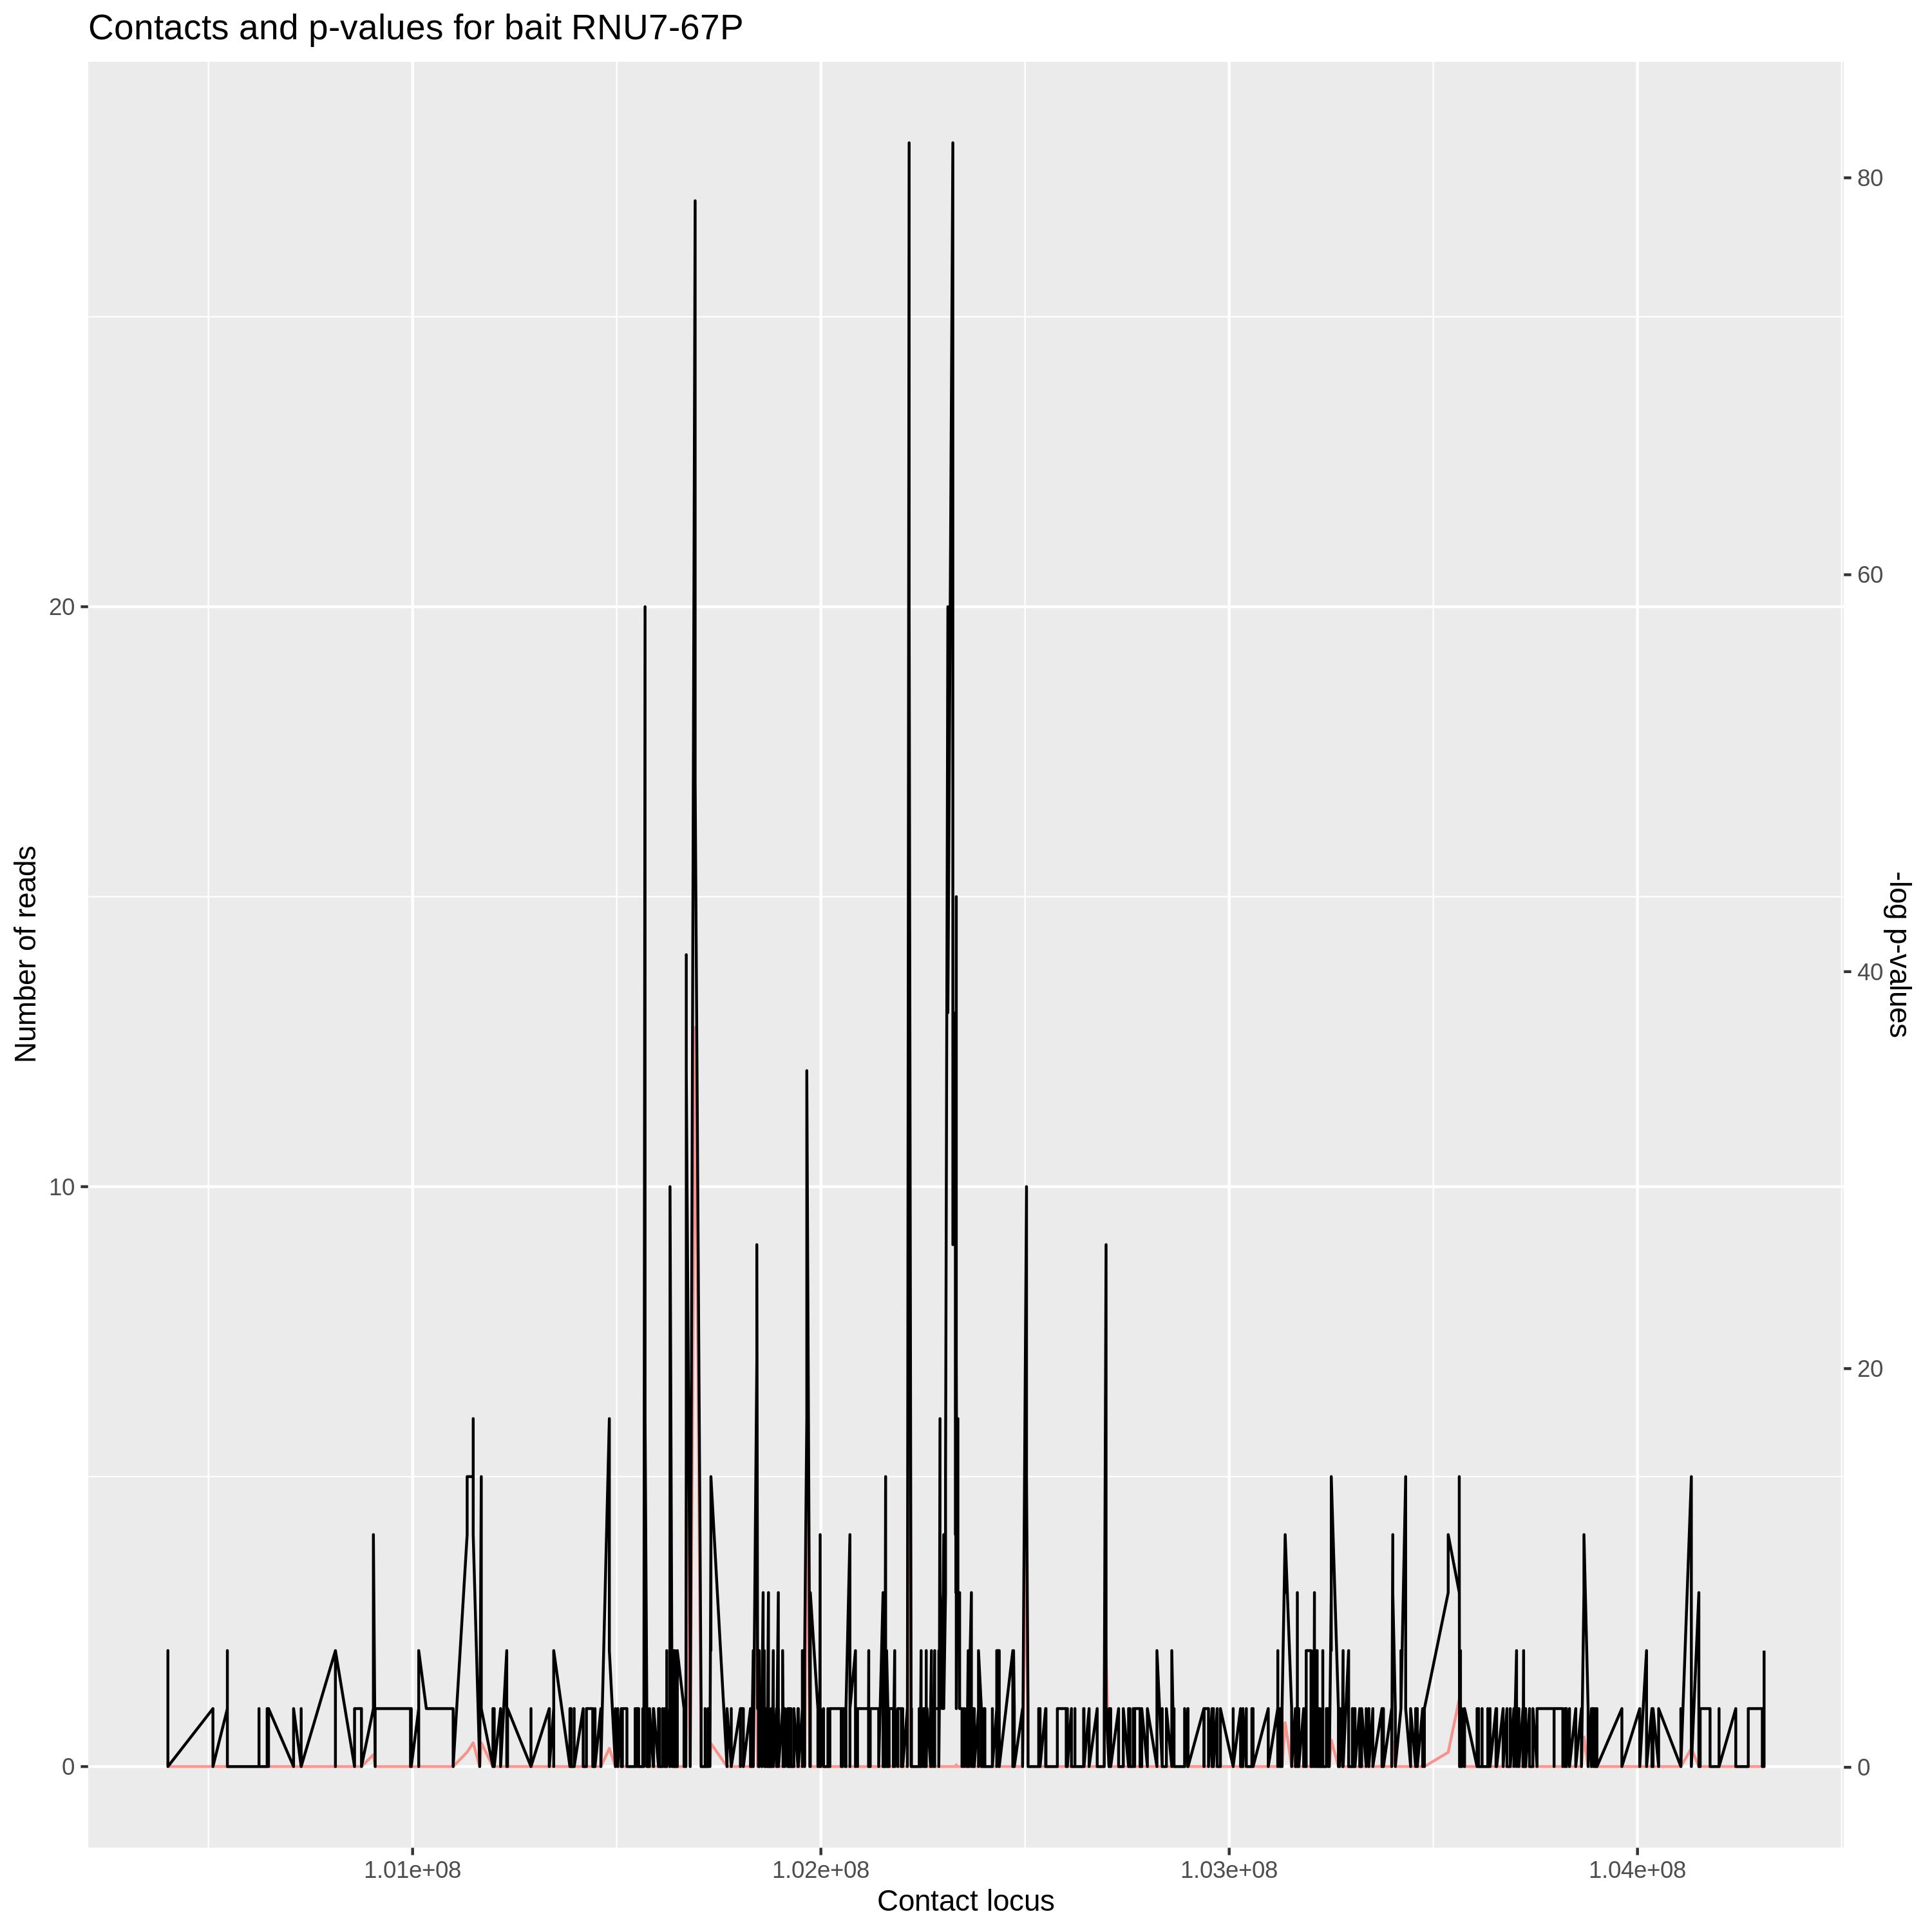 Contacts and p-values for bait RNU7-67P
Number of reads
20
10
0
80
60
40
20
0
-log p-values
1.01e+08
1.02e+08
1.03e+08
1.04e+08
Contact locus